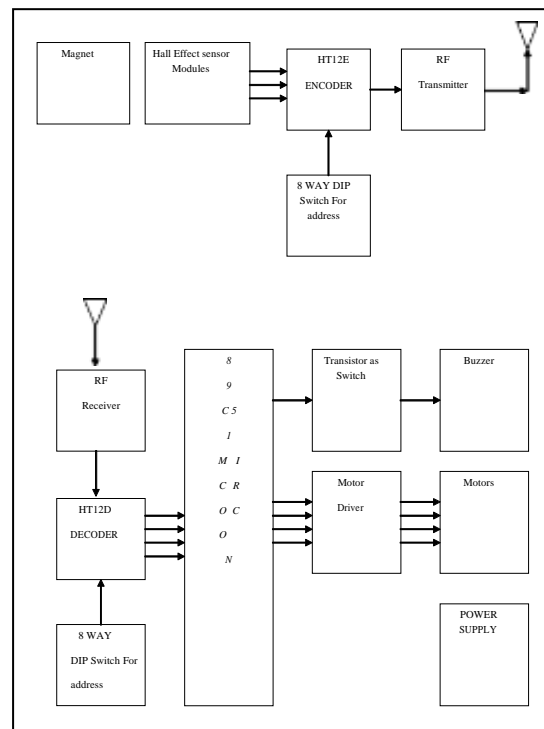 Magnet
Hall Effect sensor
Modules
HT12E
ENCODER
RF
Transmitter
8 WAY DIP
Switch For
address
RF
Receiver
HT12D
DECODER
8 WAY
DIP Switch For
address
8
9
C 5
1
M I
C R
O C
O
N
Transistor as
Switch
Buzzer
Motor
Driver
Motors
POWER
SUPPLY